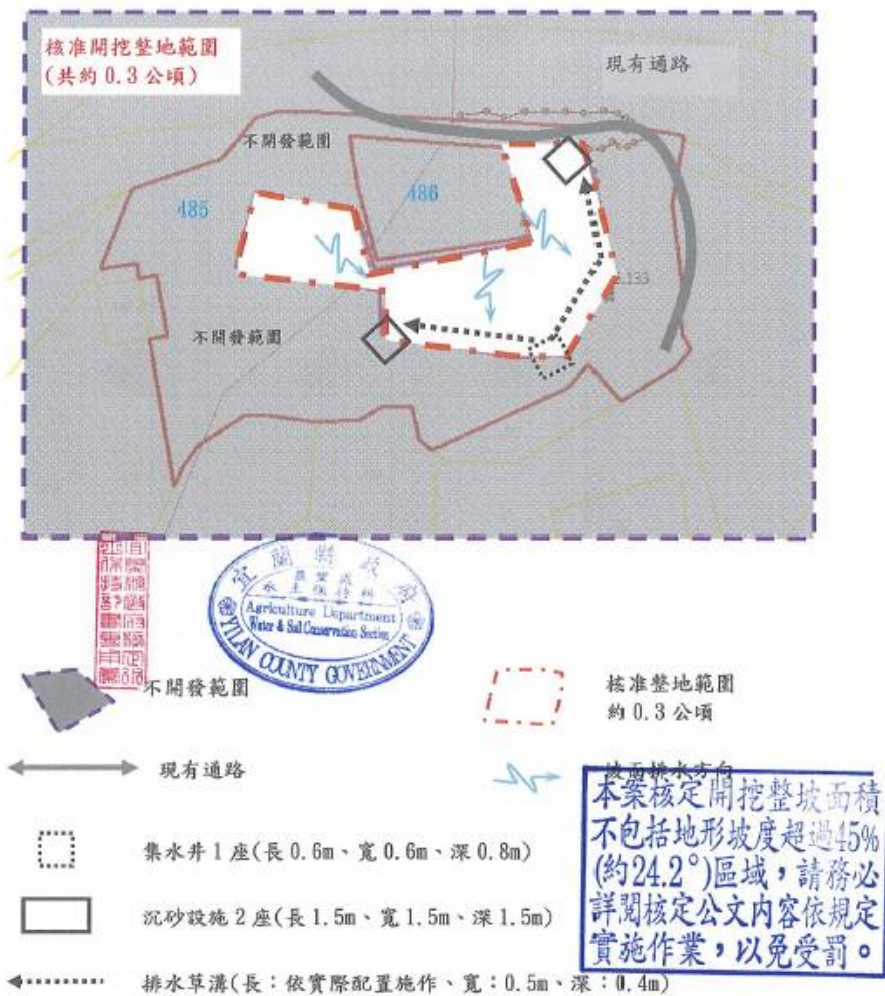 核准開挖整地範圍
(共約 0.3 公頃)
現有通路
不開發範圍
485
486
.133
不開發範圍
宜蘭縣政府
農業處
水土保持科
Agriculture Department
Water & Soil Conservation Section
YILAN COUNTY GOVERNMENT
不開發範圍
核准整地範圍
約 0.3 公頃
現有通路
坡面排水方向
本案核定開挖整坡面積
不包括地形坡度超過45%
(約24.2°)區域，請務必
詳閱核定公文內容依規定
實施作業，以免受罰。
集水井 1 座(長 0.6m、寬 0.6m、深 0.8m)
沉砂設施 2 座(長 1.5m、寬 1.5m、深 1.5m)
排水草溝(長：依實際配置施作、寬：0.5m、深：0.4m)